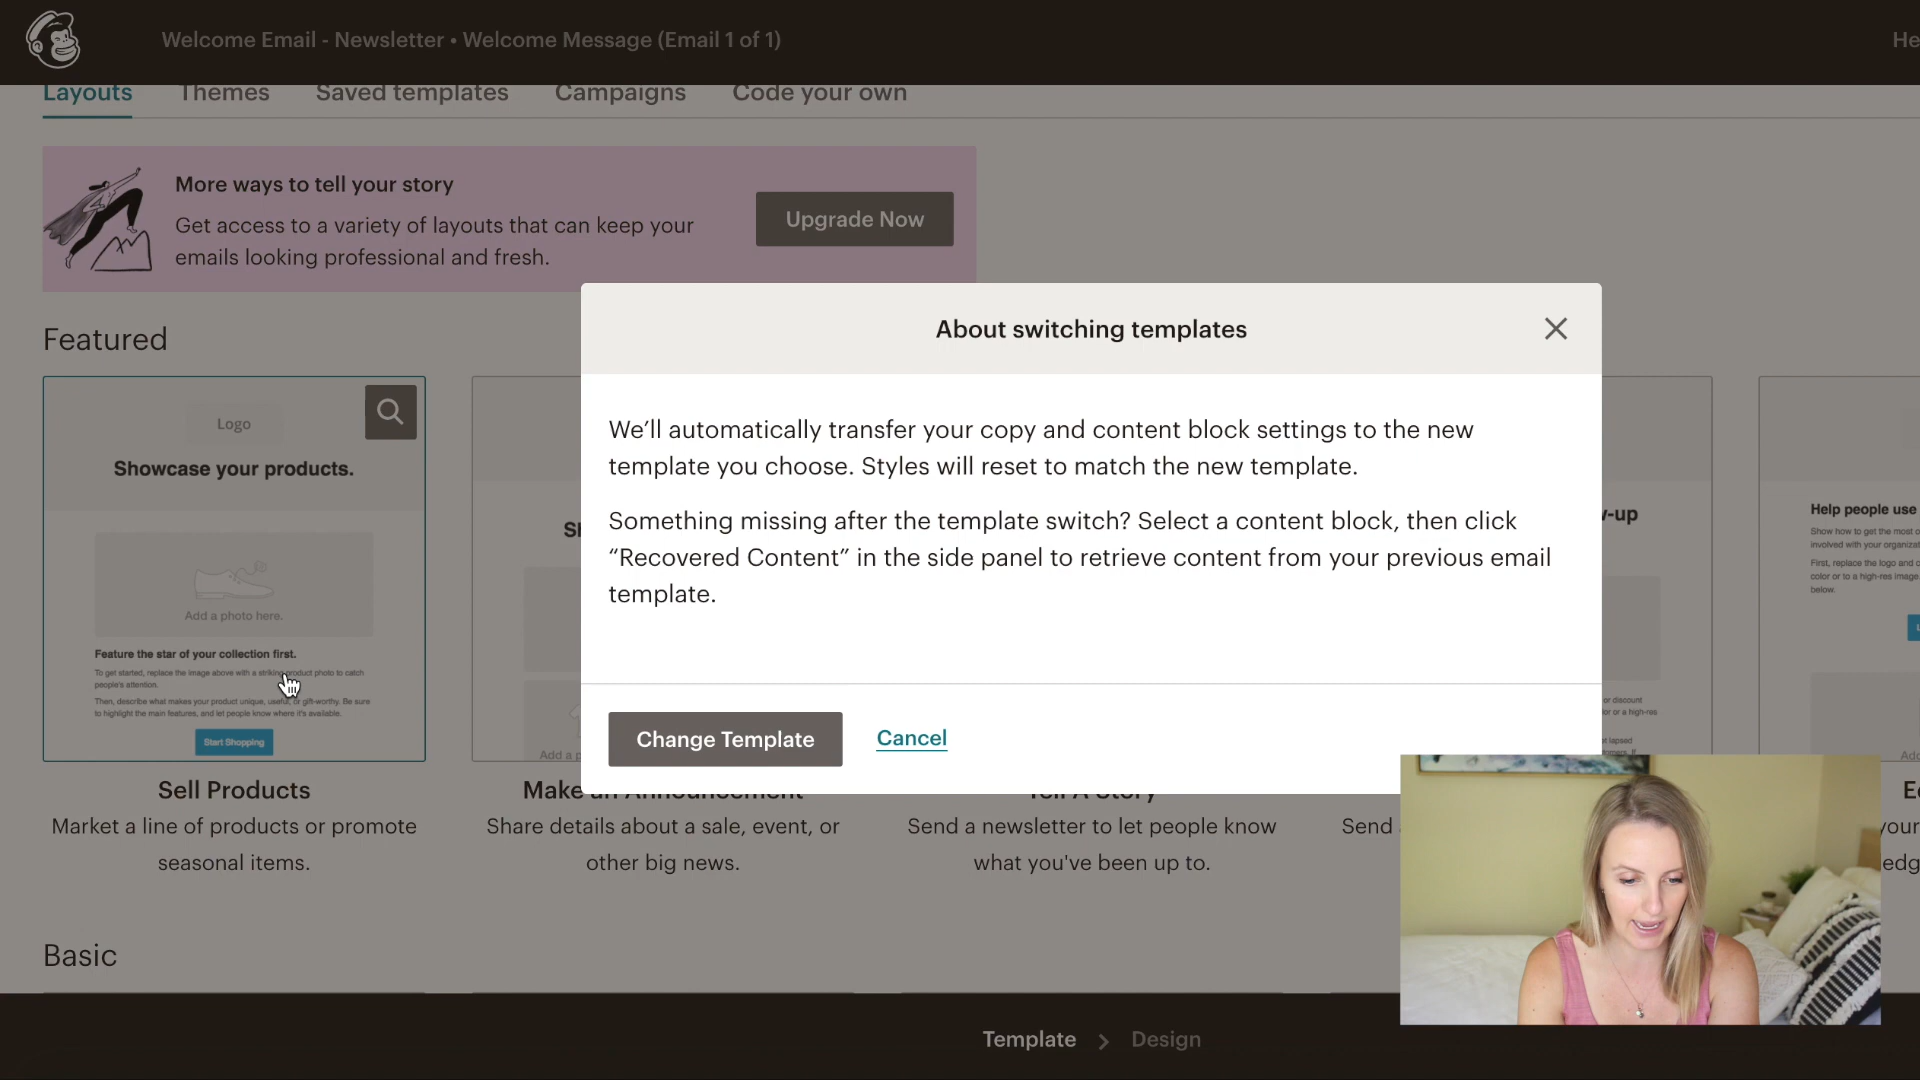 Welcome Email - Newsletter • Welcome Message (Email 1 of 1)
He
Layouts
Themes
Saved templates
Campaigns
Code your own
More ways to tell your story
Get access to a variety of layouts that can keep your
emails looking professional and fresh.
Upgrade Now
Featured
Logo
Showcase your products.
Add a photo here.
Feature the star of your collection first.
To get started, replace the image above with a striking product photo to catch
people's attention.
Then, describe what makes your product unique, useful, or gift-worthy. Be sure
to highlight the main features, and let people know where it's available.
Start Shopping
Sell Products
Market a line of products or promote
seasonal items.
About switching templates
We'll automatically transfer your copy and content block settings to the new
template you choose. Styles will reset to match the new template.
Something missing after the template switch? Select a content block, then click
“Recovered Content” in the side panel to retrieve content from your previous email
template.
Change Template
Cancel
Add a p
Make an Announcement
Share details about a sale, event, or
other big news.
Tell A Story
Send a newsletter to let people know
what you've been up to.
-up
or discount
or or a high-res
lapsed
Send
Help people use
Show how to get the most o
involved with your organizat
First, replace the logo and c
color or to a high-res image.
below.
Add
Basic
Template
Design